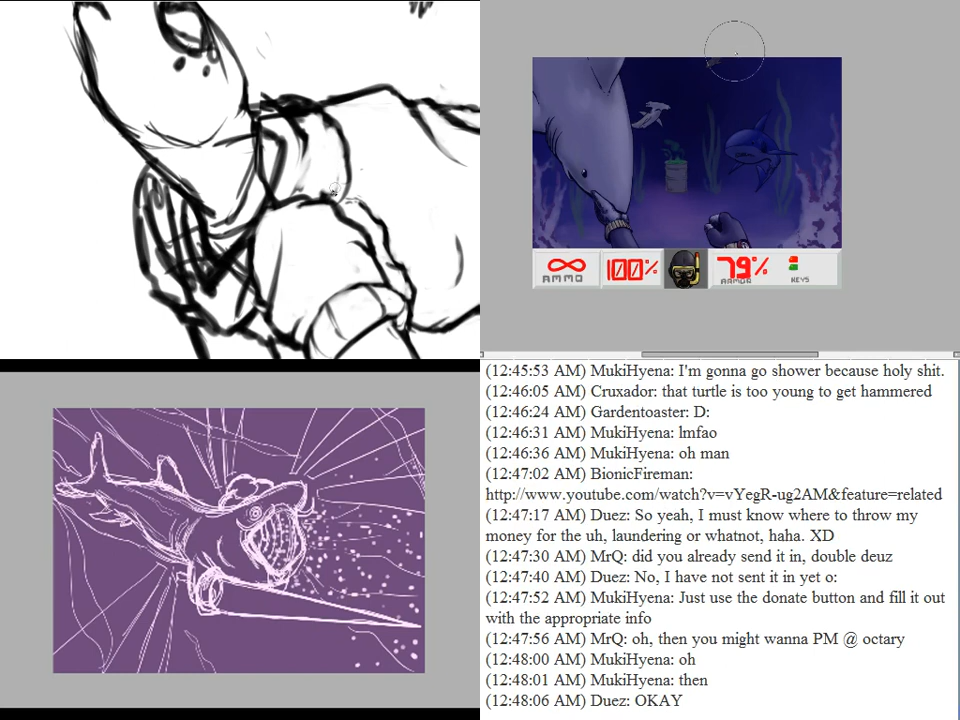 ∞ 100% 79%
AMMO ARMOR KEYS
(12:45:53 AM) MukiHyena: I'm gonna go shower because holy shit.
(12:46:05 AM) Cruxador: that turtle is too young to get hammered
(12:46:24 AM) Gardentoaster: D:
(12:46:31 AM) MukiHyena: lmfao
(12:46:36 AM) MukiHyena: oh man
(12:47:02 AM) BionicFireman:
http://www.youtube.com/watch?v=vYegR-ug2AM&feature=related
(12:47:17 AM) Duez: So yeah, I must know where to throw my
money for the uh, laundering or whatnot, haha. XD
(12:47:30 AM) MrQ: did you already send it in, double deuz
(12:47:40 AM) Duez: No, I have not sent it in yet o:
(12:47:52 AM) MukiHyena: Just use the donate button and fill it out
with the appropriate info
(12:47:56 AM) MrQ: oh, then you might wanna PM @ octary
(12:48:00 AM) MukiHyena: oh
(12:48:01 AM) MukiHyena: then
(12:48:06 AM) Duez: OKAY